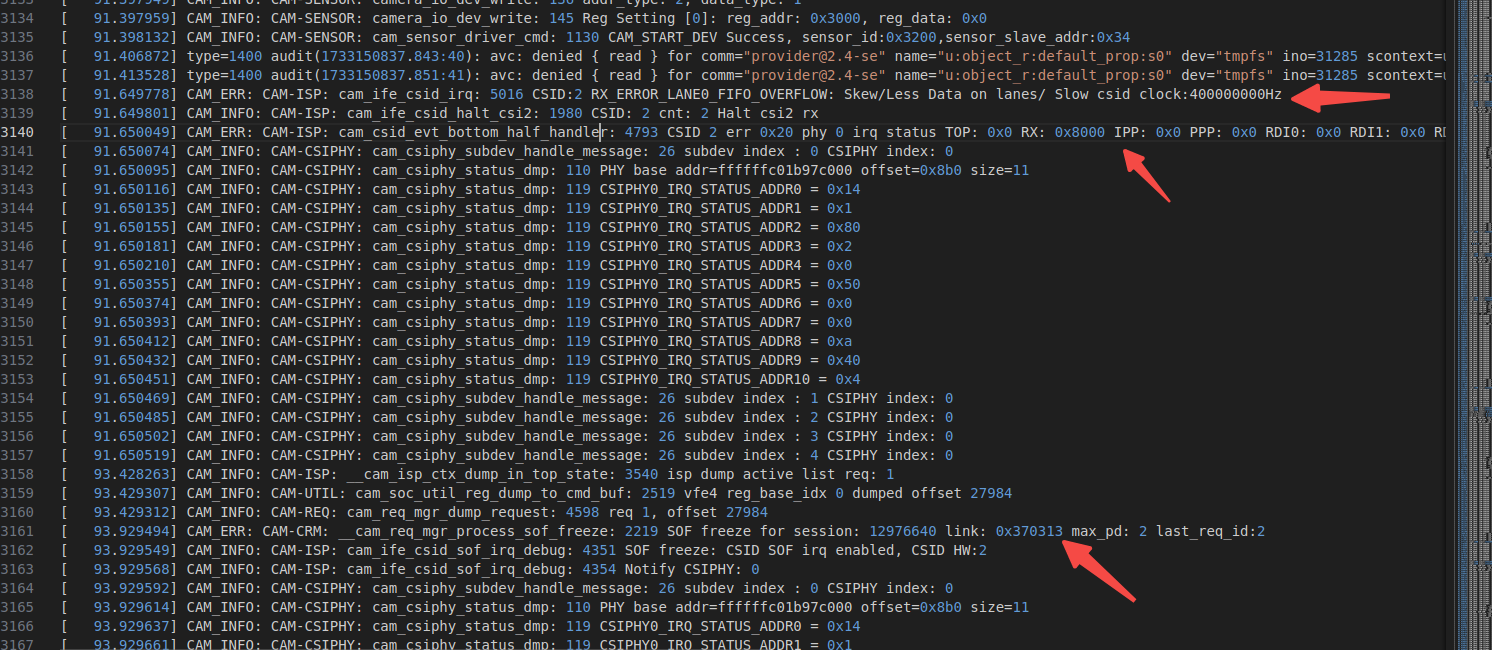 3134 [ 91.397959] CAM_INFO: CAM-SENSOR: camera_io_dev_write: 145 Reg Setting [0]: reg_addr: 0x3000, reg_data: 0x0
3135 [ 91.398132] CAM_INFO: CAM-SENSOR: cam_sensor_driver_cmd: 1130 CAM_START_DEV Success, sensor_id:0x3200,sensor_slave_addr:0x34
3136 [ 91.406872] type=1400 audit(1733150837.843:40): avc: denied { read } for comm="provider@2.4-se" name="u:object_r:default_prop:s0" dev="tmpfs" ino=31285 scontext=
3137 [ 91.413528] type=1400 audit(1733150837.851:41): avc: denied { read } for comm="provider@2.4-se" name="u:object_r:default_prop:s0" dev="tmpfs" ino=31285 scontext=
3138 [ 91.649778] CAM_ERR: CAM-ISP: cam_ife_csid_irq: 5016 CSID:2 RX_ERROR_LANE0_FIFO_OVERFLOW: Skew/Less Data on lanes/ Slow csid clock:400000000Hz
3139 [ 91.649801] CAM_INFO: CAM-ISP: cam_ife_csid_halt_csi2: 1980 CSID: 2 cnt: 2 Halt csi2 rx
3140 [ 91.650049] CAM_ERR: CAM-ISP: cam_csid_evt_bottom_half_handler: 4793 CSID 2 err 0x20 phy 0 irq status TOP: 0x0 RX: 0x8000 IPP: 0x0 PPP: 0x0 RDI0: 0x0 RDI1: 0x0
3141 [ 91.650074] CAM_INFO: CAM-CSIPHY: cam_csiphy_subdev_handle_message: 26 subdev index : 0 CSIPHY index: 0
3142 [ 91.650095] CAM_INFO: CAM-CSIPHY: cam_csiphy_status_dmp: 110 PHY base addr=ffffffc01b97c000 offset=0x8b0 size=11
3143 [ 91.650116] CAM_INFO: CAM-CSIPHY: cam_csiphy_status_dmp: 119 CSIPHY0_IRQ_STATUS_ADDR0 = 0x14
3144 [ 91.650135] CAM_INFO: CAM-CSIPHY: cam_csiphy_status_dmp: 119 CSIPHY0_IRQ_STATUS_ADDR1 = 0x1
3145 [ 91.650155] CAM_INFO: CAM-CSIPHY: cam_csiphy_status_dmp: 119 CSIPHY0_IRQ_STATUS_ADDR2 = 0x80
3146 [ 91.650181] CAM_INFO: CAM-CSIPHY: cam_csiphy_status_dmp: 119 CSIPHY0_IRQ_STATUS_ADDR3 = 0x2
3147 [ 91.650210] CAM_INFO: CAM-CSIPHY: cam_csiphy_status_dmp: 119 CSIPHY0_IRQ_STATUS_ADDR4 = 0x0
3148 [ 91.650355] CAM_INFO: CAM-CSIPHY: cam_csiphy_status_dmp: 119 CSIPHY0_IRQ_STATUS_ADDR5 = 0x50
3149 [ 91.650374] CAM_INFO: CAM-CSIPHY: cam_csiphy_status_dmp: 119 CSIPHY0_IRQ_STATUS_ADDR6 = 0x0
3150 [ 91.650393] CAM_INFO: CAM-CSIPHY: cam_csiphy_status_dmp: 119 CSIPHY0_IRQ_STATUS_ADDR7 = 0x0
3151 [ 91.650412] CAM_INFO: CAM-CSIPHY: cam_csiphy_status_dmp: 119 CSIPHY0_IRQ_STATUS_ADDR8 = 0xa
3152 [ 91.650432] CAM_INFO: CAM-CSIPHY: cam_csiphy_status_dmp: 119 CSIPHY0_IRQ_STATUS_ADDR9 = 0x40
3153 [ 91.650451] CAM_INFO: CAM-CSIPHY: cam_csiphy_status_dmp: 119 CSIPHY0_IRQ_STATUS_ADDR10 = 0x4
3154 [ 91.650469] CAM_INFO: CAM-CSIPHY: cam_csiphy_subdev_handle_message: 26 subdev index : 1 CSIPHY index: 0
3155 [ 91.650485] CAM_INFO: CAM-CSIPHY: cam_csiphy_subdev_handle_message: 26 subdev index : 2 CSIPHY index: 0
3156 [ 91.650502] CAM_INFO: CAM-CSIPHY: cam_csiphy_subdev_handle_message: 26 subdev index : 3 CSIPHY index: 0
3157 [ 91.650519] CAM_INFO: CAM-CSIPHY: cam_csiphy_subdev_handle_message: 26 subdev index : 4 CSIPHY index: 0
3158 [ 93.428263] CAM_INFO: CAM-ISP: __cam_isp_ctx_dump_in_top_state: 3540 isp dump active list req: 1
3159 [ 93.429307] CAM_INFO: CAM-UTIL: cam_soc_util_reg_dump_to_cmd_buf: 2519 vfe4 reg_base_idx 0 dumped offset 27984
3160 [ 93.429312] CAM_INFO: CAM-REQ: cam_req_mgr_dump_request: 4598 req 1, offset 27984
3161 [ 93.929494] CAM_ERR: CAM-CRM: __cam_req_mgr_process_sof_freeze: 2219 SOF freeze for session: 12976640 link: 0x370313 max_pd: 2 last_req_id:2
3162 [ 93.929549] CAM_INFO: CAM-ISP: cam_ife_csid_sof_irq_debug: 4351 SOF freeze: CSID SOF irq enabled, CSID HW:2
3163 [ 93.929568] CAM_INFO: CAM-ISP: cam_ife_csid_sof_irq_debug: 4354 Notify CSIPHY: 0
3164 [ 93.929592] CAM_INFO: CAM-CSIPHY: cam_csiphy_subdev_handle_message: 26 subdev index : 0 CSIPHY index: 0
3165 [ 93.929614] CAM_INFO: CAM-CSIPHY: cam_csiphy_status_dmp: 110 PHY base addr=ffffffc01b97c000 offset=0x8b0 size=11
3166 [ 93.929637] CAM_INFO: CAM-CSIPHY: cam_csiphy_status_dmp: 119 CSIPHY0_IRQ_STATUS_ADDR0 = 0x14
3167 [ 93.929661] CAM_INFO: CAM-CSIPHY: cam_csiphy_status_dmp: 119 CSIPHY0_IRQ_STATUS_ADDR1 = 0x1